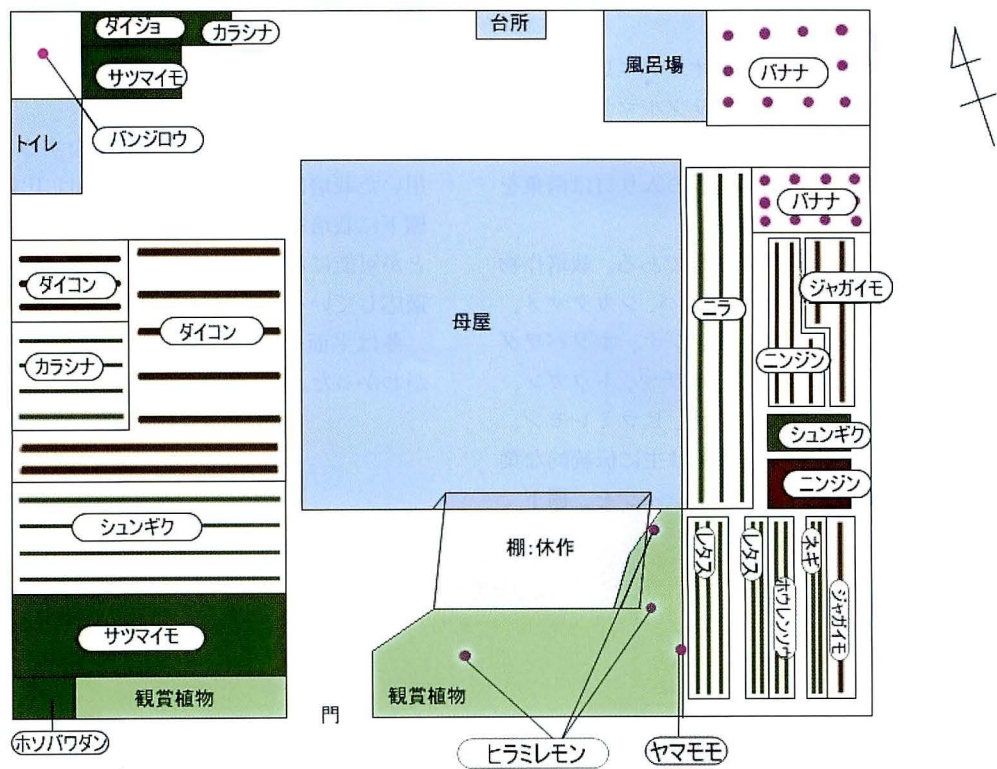 ダイジョ
カラシナ
台所
サツマイモ
風呂場
バナナ
トイレ
バンジロウ
バナナ
ダイコン
ダイコン
ジャガイモ
ニラ
母屋
カラシナ
ニンジン
シュンギク
ニンジン
シュンギク
棚:休作
レタス
レタス
ホウレンソウ
ネギ
ジャガイモ
サツマイモ
観賞植物
観賞植物
門
ホソバワダン
ヒラミレモン
ヤマモモ